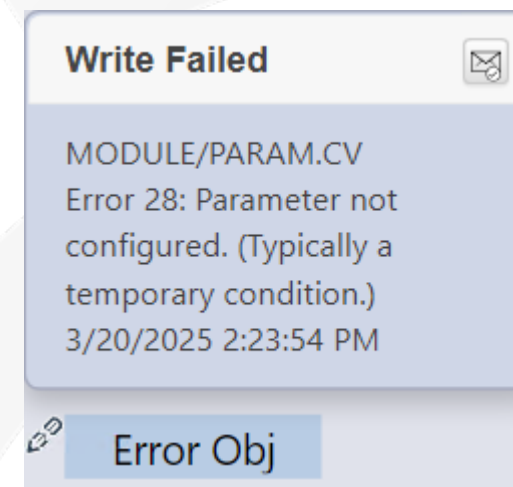 Write Failed
MODULE/PARAM.CV
Error 28: Parameter not
configured. (Typically a
temporary condition.)
3/20/2025 2:23:54 PM
Error Obj